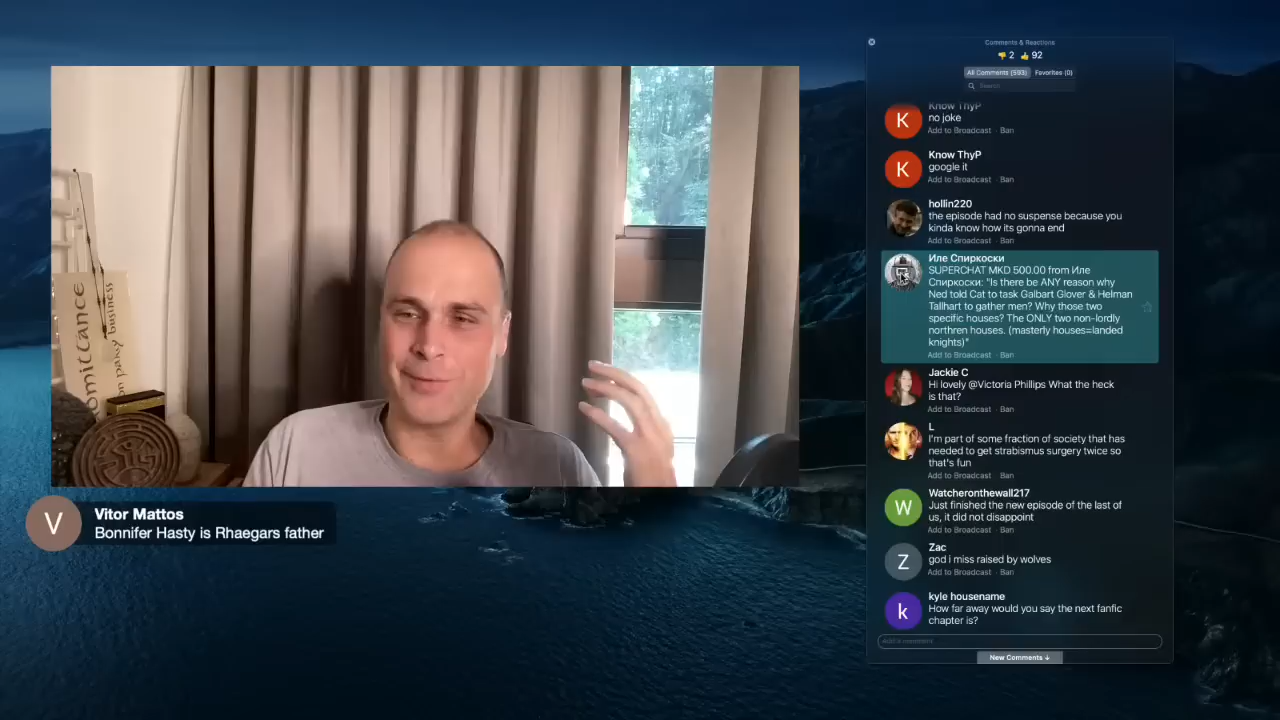 omittance
on pany business
V
Vitor Mattos
Bonnifer Hasty is Rhaegars father
Comments & Reactions
👎 2 👍 92
All Comments (593) Favorites (0)
Search
K
Know ThyP
no joke
Add to Broadcast · Ban
K
Know ThyP
google it
Add to Broadcast · Ban
hollin220
the episode had no suspense because you
kinda know how its gonna end
Add to Broadcast · Ban
Иле Спиркоски
SUPERCHAT MKD 500.00 from Иле
Спиркоски: "Is there be ANY reason why
Ned told Cat to task Galbart Glover & Helman
Tallhart to gather men? Why those two
specific houses? The ONLY two non-lordly
northren houses. (masterly houses=landed
knights)"
Add to Broadcast · Ban
Jackie C
Hi lovely @Victoria Phillips What the heck
is that?
Add to Broadcast · Ban
L
I'm part of some fraction of society that has
needed to get strabismus surgery twice so
that's fun
Add to Broadcast · Ban
W
Watcheronthewall217
Just finished the new episode of the last of
us, it did not disappoint
Add to Broadcast · Ban
Z
Zac
god i miss raised by wolves
Add to Broadcast · Ban
k
kyle housename
How far away would you say the next fanfic
chapter is?
Add a comment
New Comments ↓